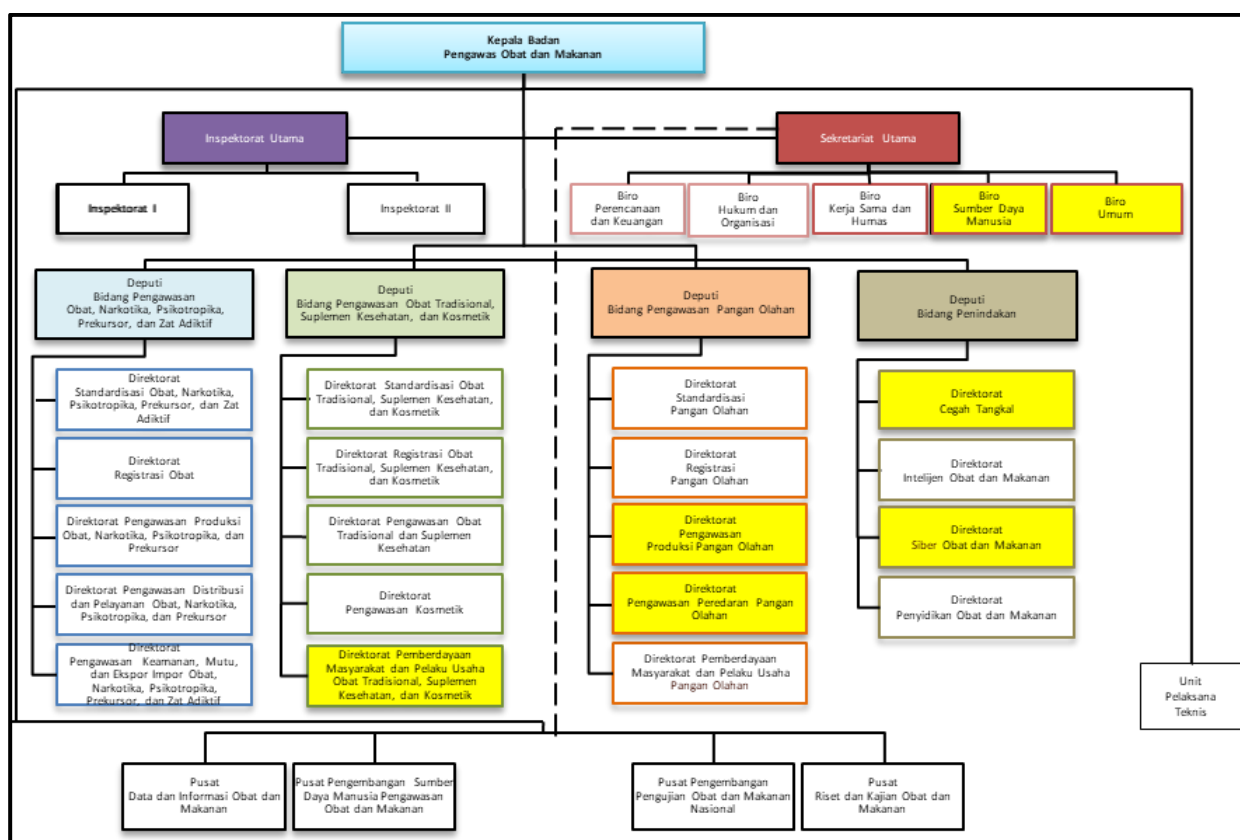 Kepala Badan
Pengawas Obat dan Makanan
Inspektorat Utama
Sekretariat Utama
Inspektorat I
Inspektorat II
Biro
Perencanaan
dan Keuangan
Biro
Hukum dan
Organisasi
Biro
Kerja Sama dan
Humas
Biro
Sumber Daya
Manusia
Biro
Umum
Deputi
Bidang Pengawasan
Obat, Narkotika, Psikotropika,
Prekursor, dan Zat Adiktif
Deputi
Bidang Pengawasan Obat Tradisional,
Suplemen Kesehatan, dan Kosmetik
Deputi
Bidang Pengawasan Pangan Olahan
Deputi
Bidang Penindakan
Direktorat
Standardisasi Obat, Narkotika,
Psikotropika, Prekursor, dan Zat
Adiktif
Direktorat
Registrasi Obat
Direktorat Pengawasan Produksi
Obat, Narkotika, Psikotropika, dan
Prekursor
Direktorat Pengawasan Distribusi
dan Pelayanan Obat, Narkotika,
Psikotropika, dan Prekursor
Direktorat
Pengawasan Keamanan, Mutu,
dan Ekspor Impor Obat,
Narkotika, Psikotropika,
Prekursor, dan Zat Adiktif
Direktorat Standardisasi Obat
Tradisional, Suplemen Kesehatan,
dan Kosmetik
Direktorat Registrasi Obat
Tradisional, Suplemen Kesehatan,
dan Kosmetik
Direktorat Pengawasan Obat
Tradisional dan Suplemen
Kesehatan
Direktorat
Pengawasan Kosmetik
Direktorat Pemberdayaan
Masyarakat dan Pelaku Usaha
Obat Tradisional, Suplemen
Kesehatan, dan Kosmetik
Direktorat
Standardisasi
Pangan Olahan
Direktorat
Registrasi
Pangan Olahan
Direktorat
Pengawasan
Produksi Pangan Olahan
Direktorat
Pengawasan Peredaran Pangan
Olahan
Direktorat Pemberdayaan
Masyarakat dan Pelaku Usaha
Pangan Olahan
Direktorat
Cegah Tangkal
Direktorat
Intelijen Obat dan Makanan
Direktorat
Siber Obat dan Makanan
Direktorat
Penyidikan Obat dan Makanan
Unit
Pelaksana
Teknis
Pusat
Data dan Informasi Obat dan
Makanan
Pusat Pengembangan Sumber
Daya Manusia Pengawasan
Obat dan Makanan
Pusat Pengembangan
Pengujian Obat dan Makanan
Nasional
Pusat
Riset dan Kajian Obat dan
Makanan